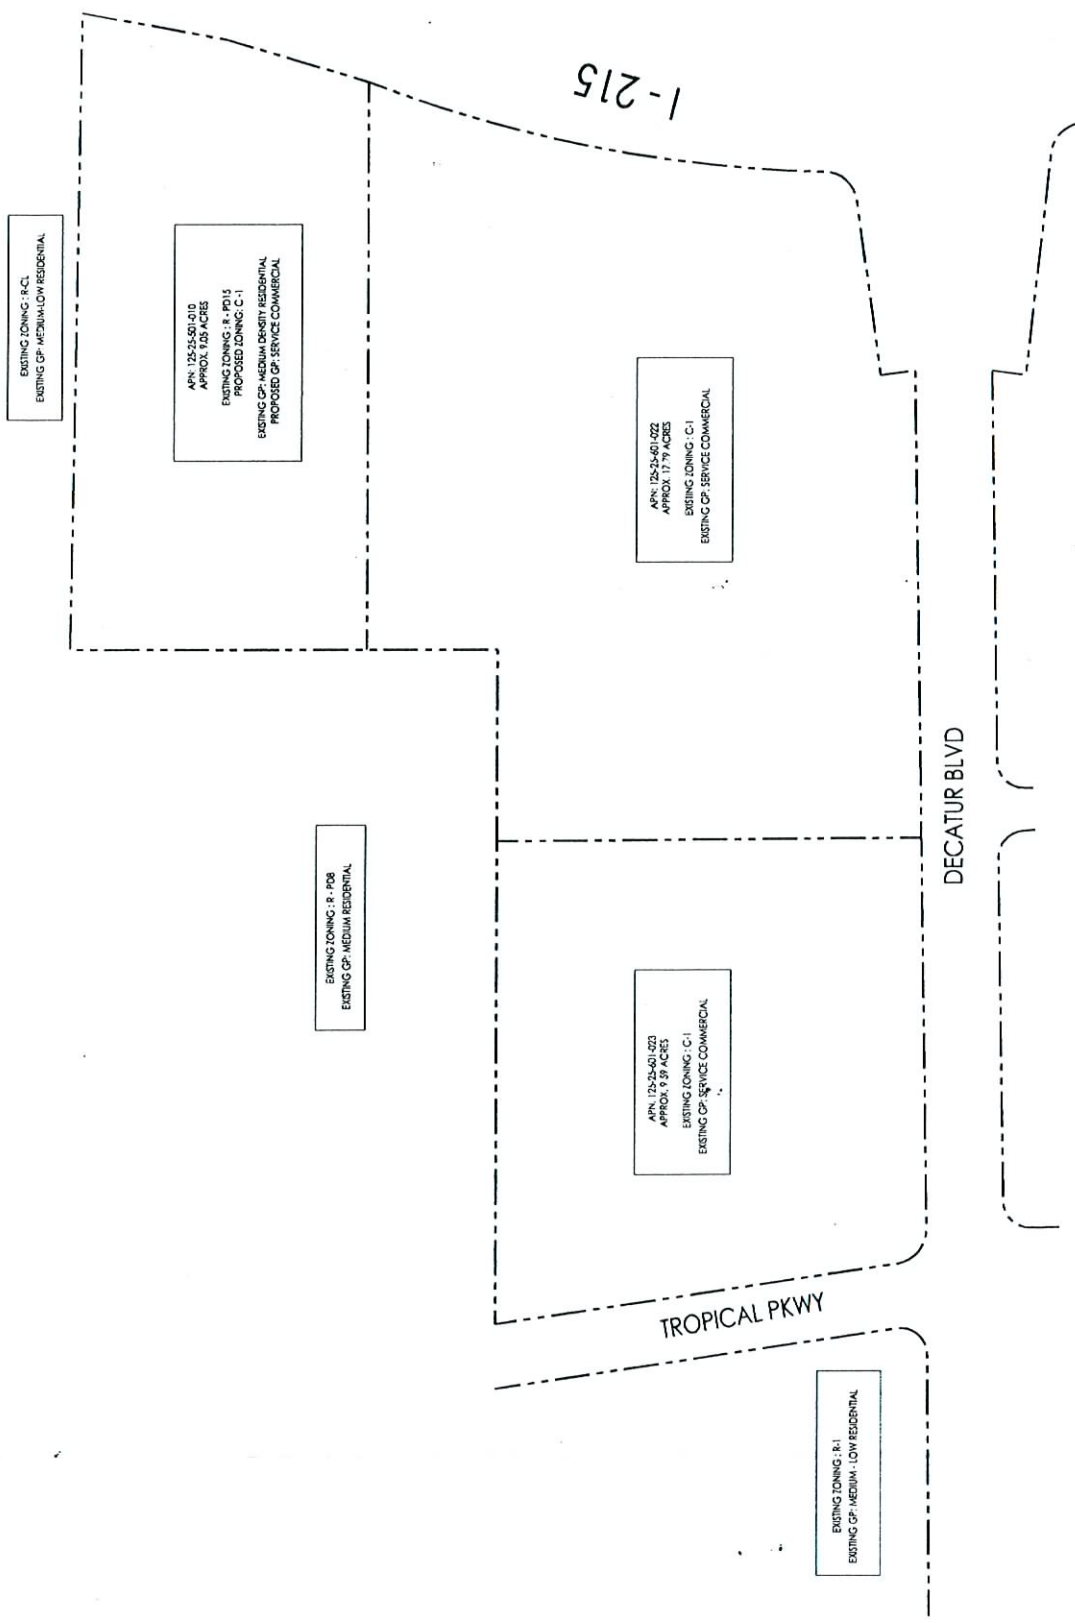 I-215
EXISTING ZONING : R-CL
EXISTING GP: MEDIUM-LOW RESIDENTIAL
APN: 125-25-501-010
APPROX. 9.05 ACRES
EXISTING ZONING : R - PD15
PROPOSED ZONING: C -1
EXISTING GP: MEDIUM DENSITY RESIDENTIAL
PROPOSED GP: SERVICE COMMERCIAL
APN: 125-25-601-022
APPROX. 17.79 ACRES
EXISTING ZONING : C-1
EXISTING GP: SERVICE COMMERCIAL
EXISTING ZONING : R - PD8
EXISTING GP: MEDIUM RESIDENTIAL
DECATUR BLVD
APN: 125-25-601-023
APPROX. 9.59 ACRES
EXISTING ZONING : C-1
EXISTING GP: SERVICE COMMERCIAL
TROPICAL PKWY
EXISTING ZONING : R-1
EXISTING GP: MEDIUM - LOW RESIDENTIAL